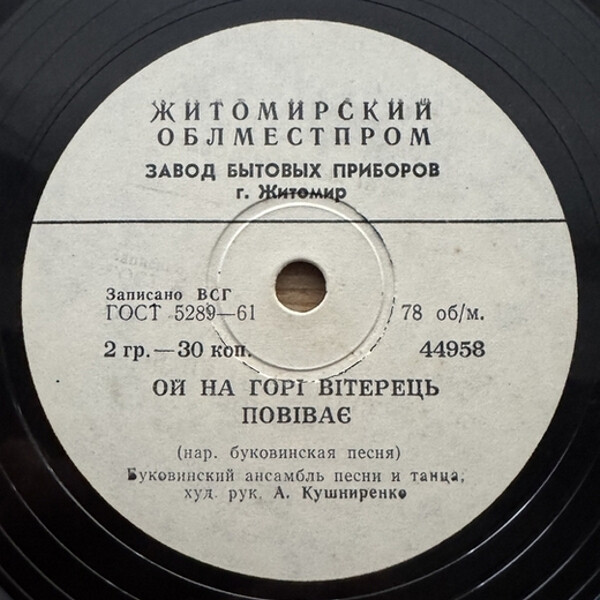 ЖИТОМИРСКИЙ
ОБЛМЕСТПРОМ
ЗАВОД БЫТОВЫХ ПРИБОРОВ
г. Житомир
Записано ВСГ
ГОСТ 5289—61 78 об/м.
2 гр.—30 коп. 44958
ОЙ НА ГОРІ ВІТЕРЕЦЬ
ПОВІВАЄ
(нар. буковинская песня)
Буковинский ансамбль песни и танца,
худ. рук. А. Кушниренко